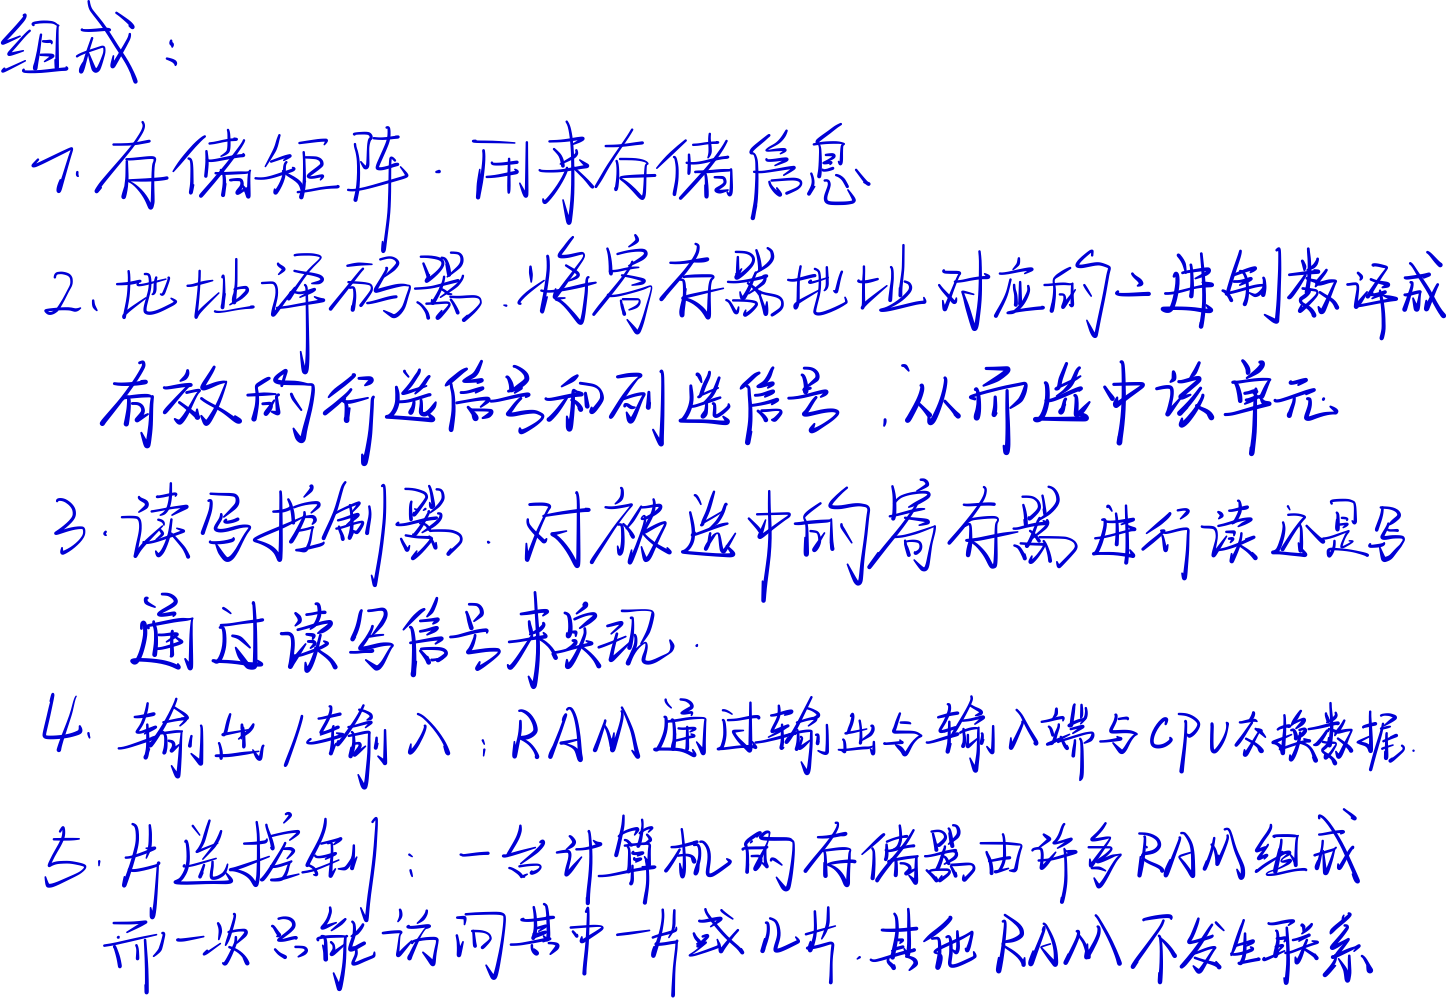 组成：
1.存储矩阵.用来存储信息
2.地址译码器.将寄存器地址对应的二进制数译成
有效的行选信号和列选信号,从而选中该单元.
3.读写控制器.对被选中的寄存器进行读还是写
通过读写信号来实现.
4.输出/输入:RAM通过输出与输入端与CPU交换数据.
5.片选控制:一台计算机的存储器由许多RAM组成
而一次只能访问其中一片或几片.其他RAM不发生联系